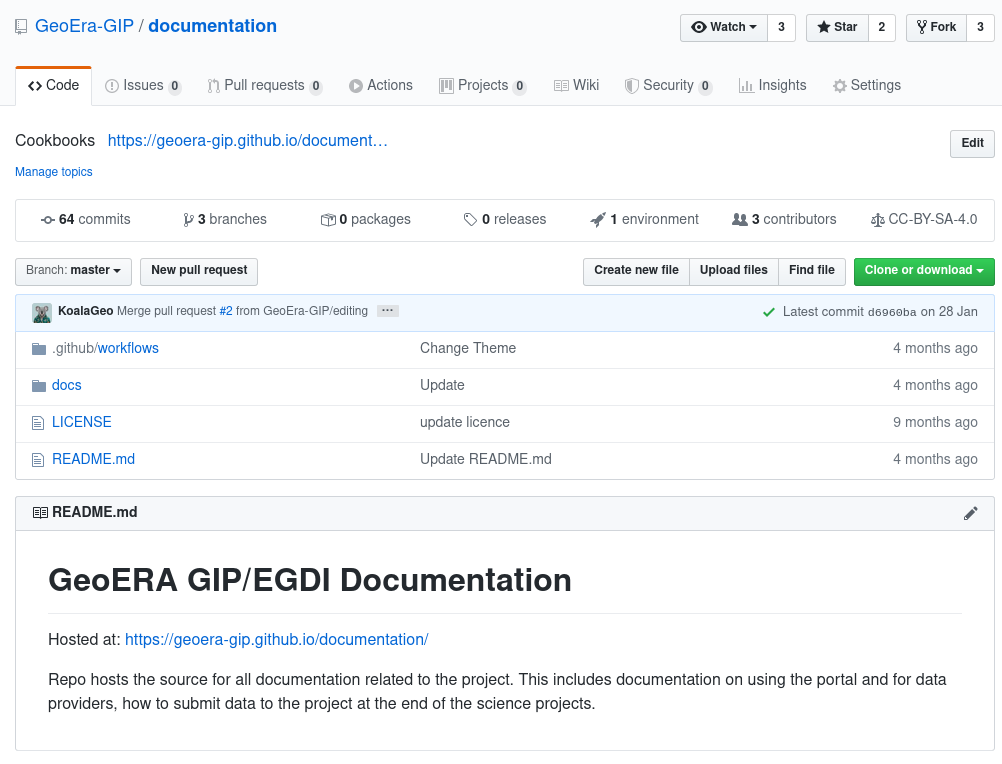 GeoEra-GIP / documentation
Watch 3 Star 2 Fork 3
Code Issues 0 Pull requests 0 Actions Projects 0 Wiki Security 0 Insights Settings
Cookbooks https://geoera-gip.github.io/document… Edit
Manage topics
64 commits 3 branches 0 packages 0 releases 1 environment 3 contributors CC-BY-SA-4.0
Branch: master New pull request Create new file Upload files Find file Clone or download
KoalaGeo Merge pull request #2 from GeoEra-GIP/editing ... Latest commit d6960ba on 28 Jan
.github/workflows Change Theme 4 months ago
docs Update 4 months ago
LICENSE update licence 9 months ago
README.md Update README.md 4 months ago
README.md
GeoERA GIP/EGDI Documentation
Hosted at: https://geoera-gip.github.io/documentation/
Repo hosts the source for all documentation related to the project. This includes documentation on using the portal and for data
providers, how to submit data to the project at the end of the science projects.